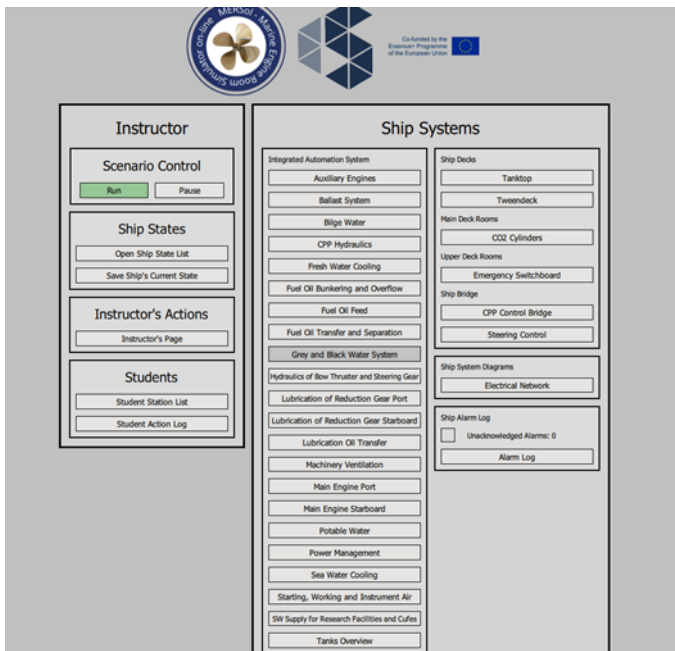 MERSol - Marine Engine Room Simulator on-line
Co-funded by the
Erasmus+ Programme
of the European Union
Instructor
Scenario Control
Run
Pause
Ship States
Open Ship State List
Save Ship's Current State
Instructor's Actions
Instructor's Page
Students
Student Station List
Student Action Log
Ship Systems
Integrated Automation System
Auxiliary Engines
Ballast System
Bilge Water
CPP Hydraulics
Fresh Water Cooling
Fuel Oil Bunkering and Overflow
Fuel Oil Feed
Fuel Oil Transfer and Separation
Grey and Black Water System
Hydraulics of Bow Thruster and Steering Gear
Lubrication of Reduction Gear Port
Lubrication of Reduction Gear Starboard
Lubrication Oil Transfer
Machinery Ventilation
Main Engine Port
Main Engine Starboard
Potable Water
Power Management
Sea Water Cooling
Starting, Working and Instrument Air
SW Supply for Research Facilities and Cufes
Tanks Overview
Ship Decks
Tanktop
Tweendeck
Main Deck Rooms
CO2 Cylinders
Upper Deck Rooms
Emergency Switchboard
Ship Bridge
CPP Control Bridge
Steering Control
Ship System Diagrams
Electrical Network
Ship Alarm Log
Unacknowledged Alarms: 0
Alarm Log